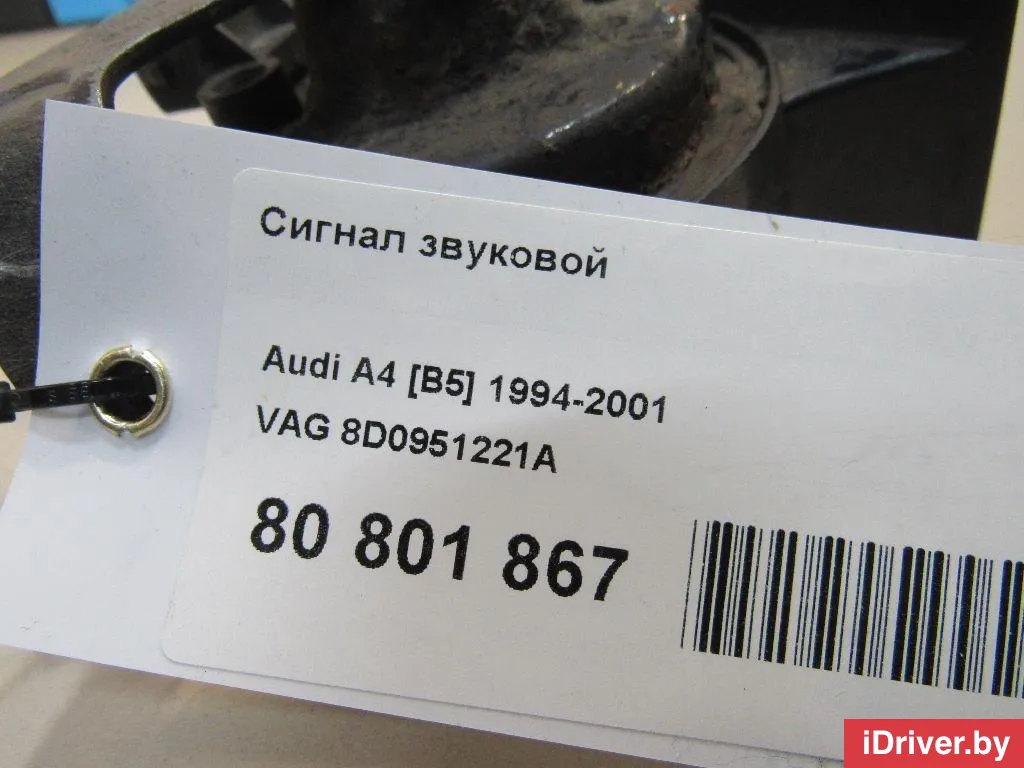 Сигнал звуковой
Audi A4 [B5] 1994-2001
VAG 8D0951221A
80 801 867
iDriver.by